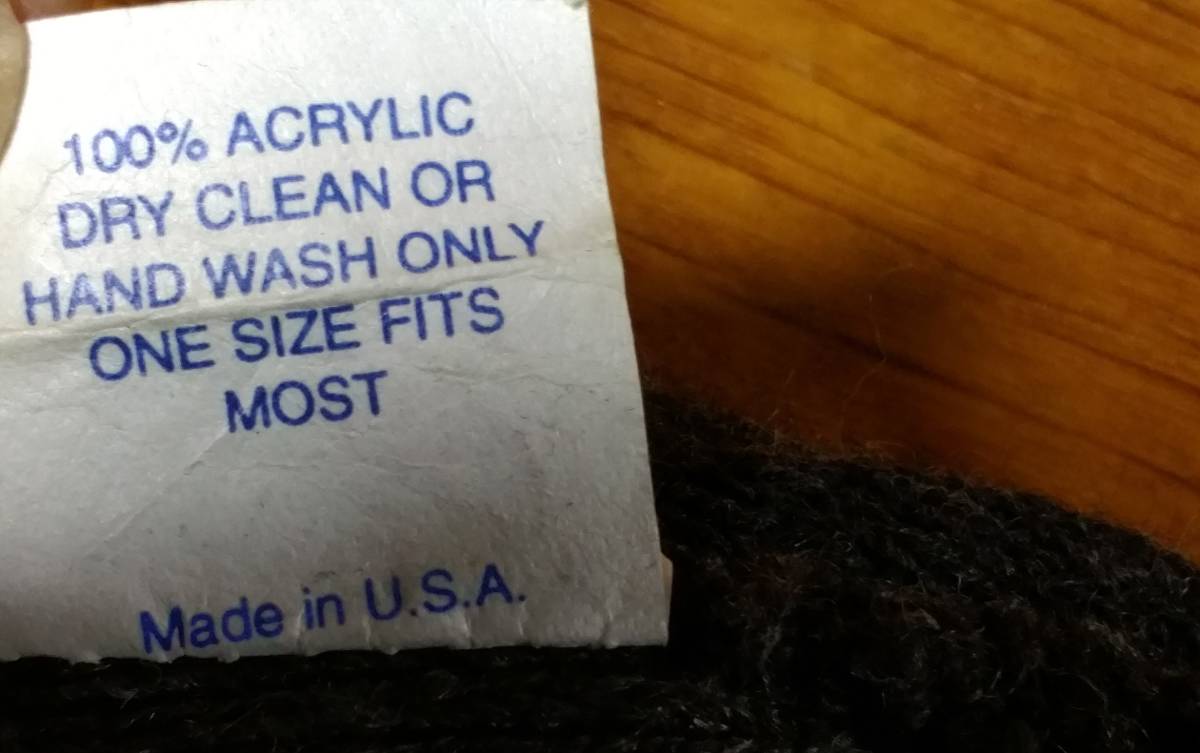 100% ACRYLIC
DRY CLEAN OR
HAND WASH ONLY
ONE SIZE FITS
MOST
Made in U.S.A.